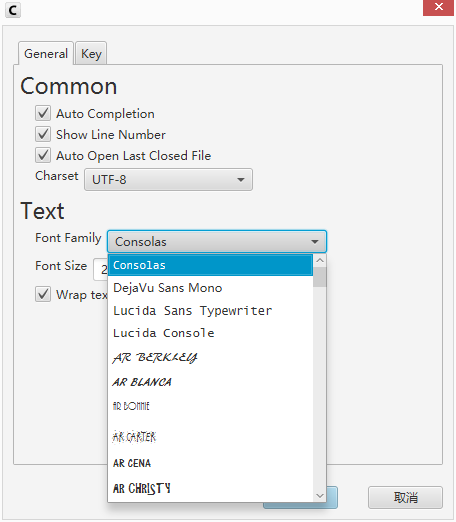 C
General Key
Common
Auto Completion
Show Line Number
Auto Open Last Closed File
Charset UTF-8
Text
Font Family Consolas
Font Size 2
Wrap tex
Consolas
DejaVu Sans Mono
Lucida Sans Typewriter
Lucida Console
AR BERKLEY
AR BLANCA
AR BONNIE
AR CARTER
AR CENA
AR CHRISTY
取消